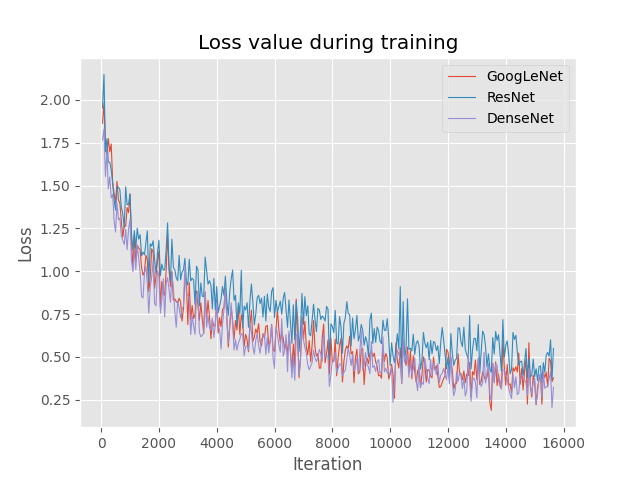 Loss value during training
GoogLeNet
ResNet
DenseNet
2.00
1.75
1.50
1.25
1.00
0.75
0.50
0.25
Loss
0 2000 4000 6000 8000 10000 12000 14000 16000
Iteration